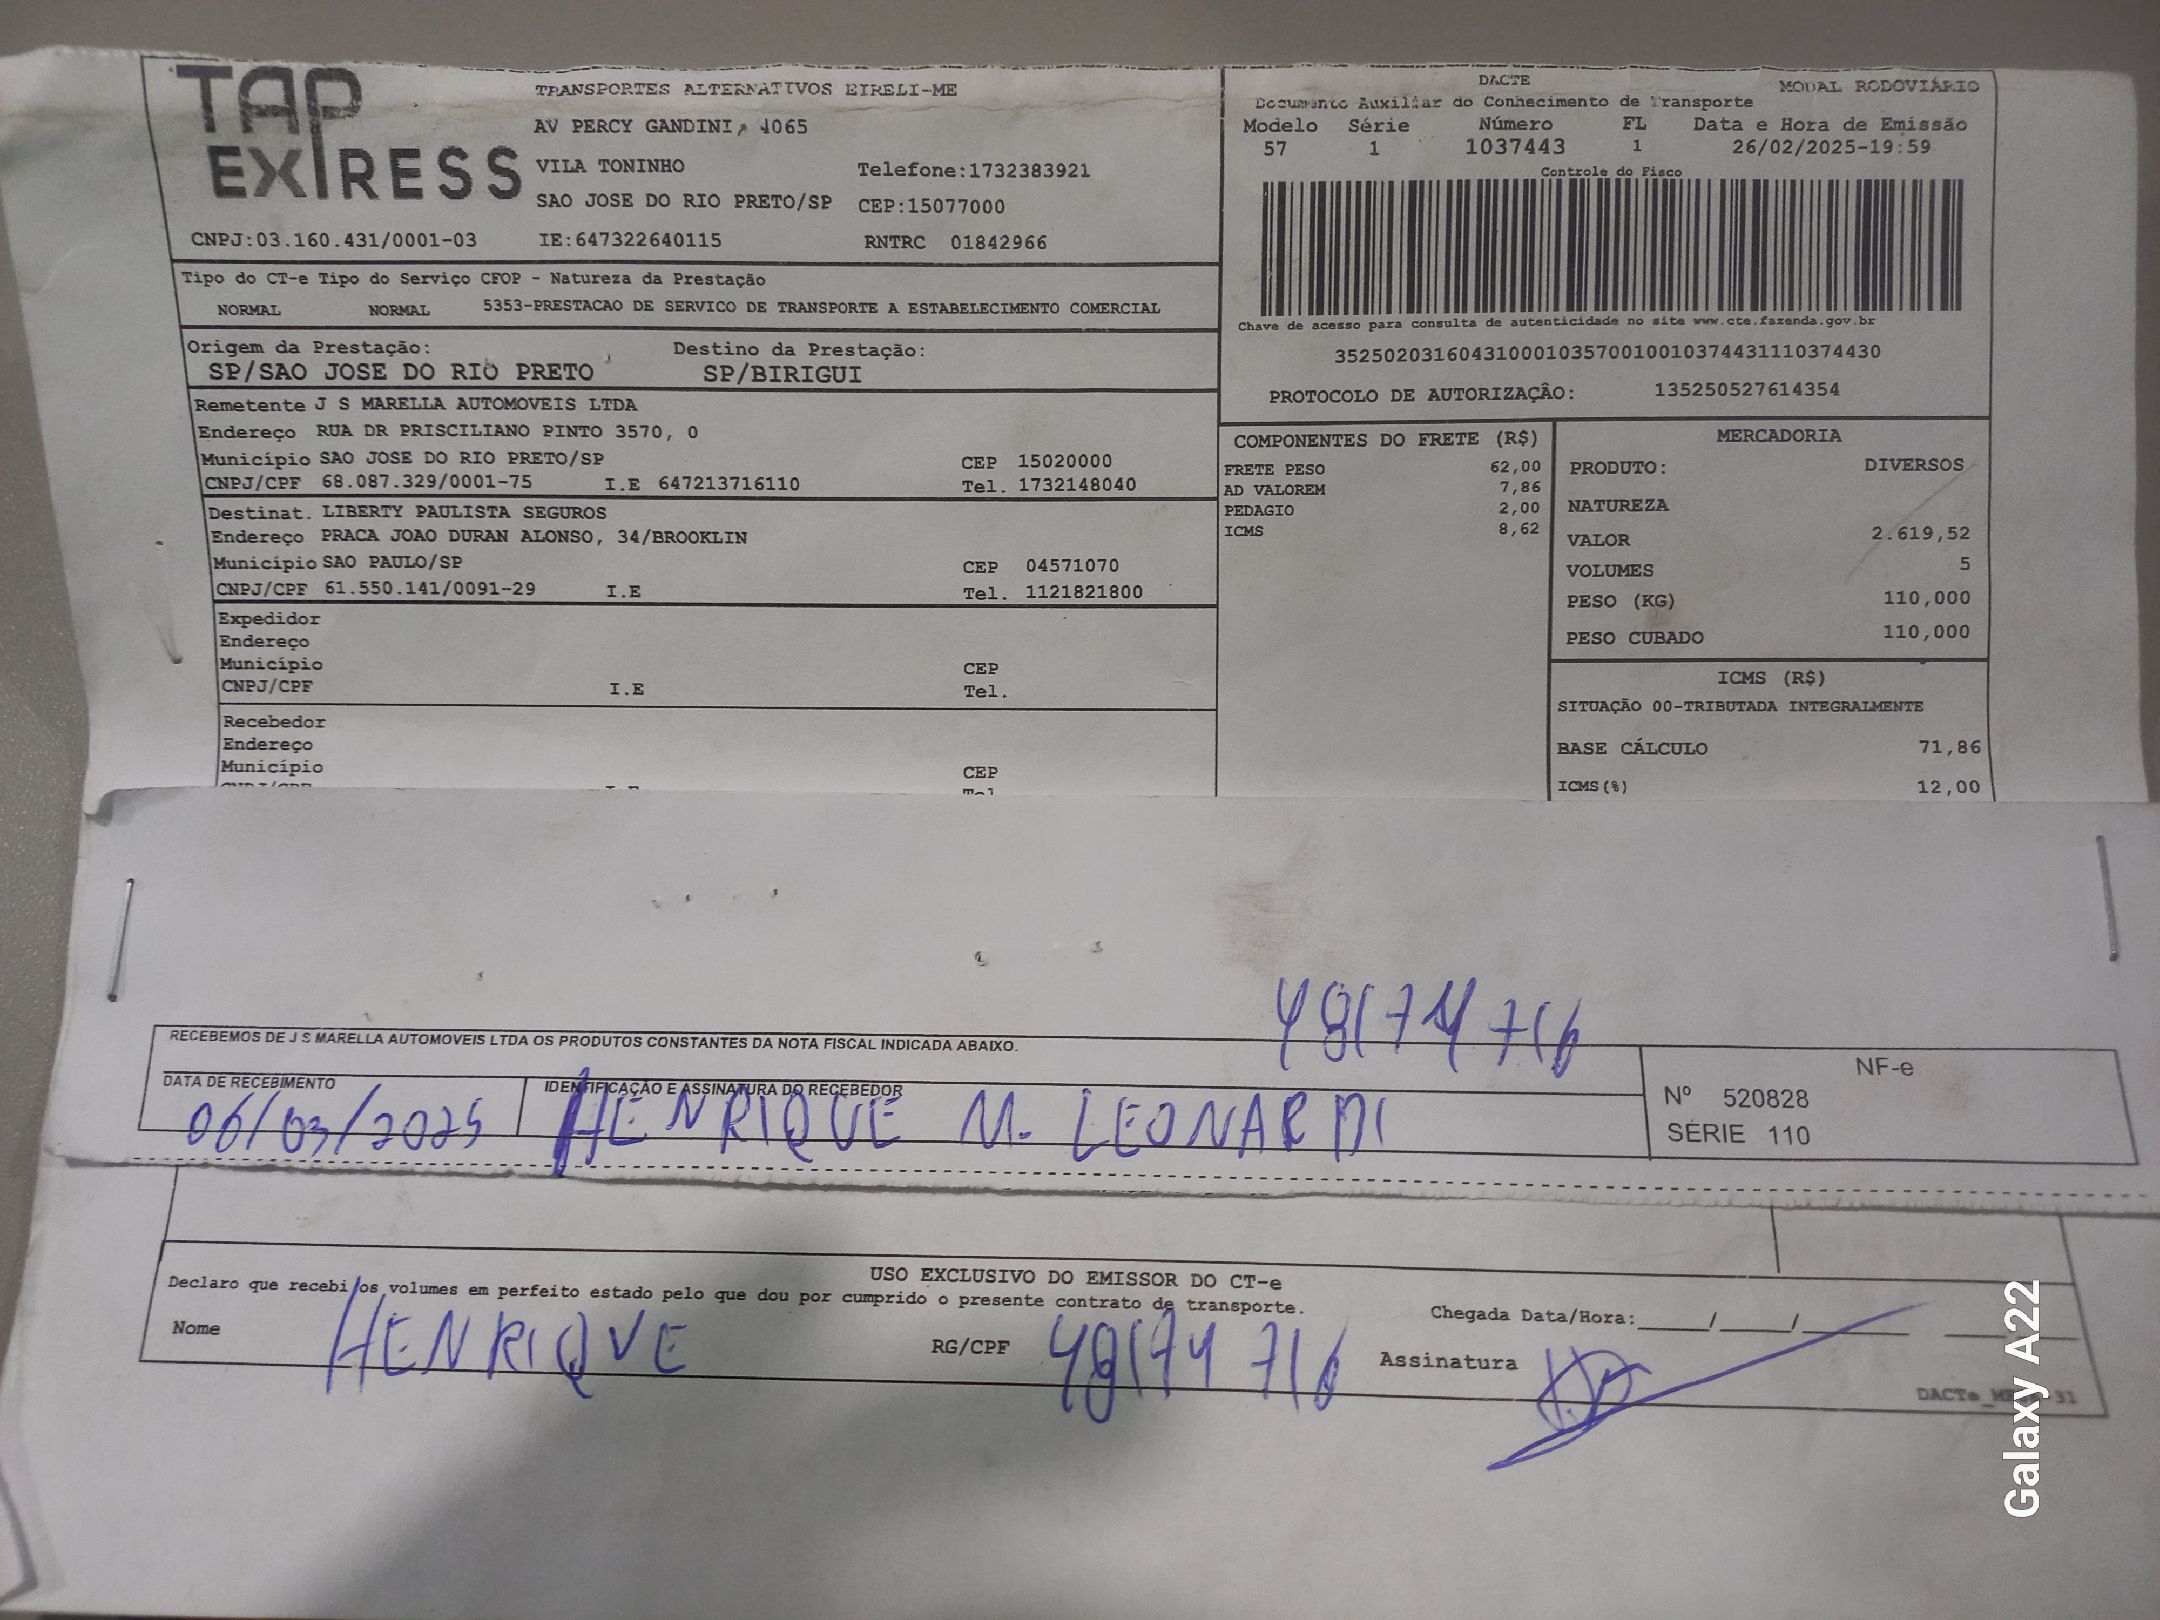 TAP
EXPRESS
TRANSPORTES ALTERNATIVOS EIRELI-ME
AV PERCY GANDINI, 4065
VILA TONINHO
Telefone:1732383921
SAO JOSE DO RIO PRETO/SP CEP:15077000
CNPJ:03.160.431/0001-03 IE:647322640115 RNTRC 01842966
DACTE MODAL RODOVIÁRIO
Documento Auxiliar do Conhecimento de Transporte
Modelo Série Número FL Data e Hora de Emissão
57 1 1037443 1 26/02/2025-19:59
Controle do Fisco
Chave de acesso para consulta de autenticidade no site www.cte.fazenda.gov.br
35250203160431000103570010010374431110374430
PROTOCOLO DE AUTORIZAÇÃO: 135250527614354
Tipo do CT-e Tipo do Serviço CFOP - Natureza da Prestação
NORMAL NORMAL 5353-PRESTACAO DE SERVICO DE TRANSPORTE A ESTABELECIMENTO COMERCIAL
Origem da Prestação: Destino da Prestação:
SP/SAO JOSE DO RIO PRETO SP/BIRIGUI
Remetente J S MARELLA AUTOMOVEIS LTDA
Endereço RUA DR PRISCILIANO PINTO 3570, 0
Município SAO JOSE DO RIO PRETO/SP CEP 15020000
CNPJ/CPF 68.087.329/0001-75 I.E 647213716110 Tel. 1732148040
Destinat. LIBERTY PAULISTA SEGUROS
Endereço PRACA JOAO DURAN ALONSO, 34/BROOKLIN
Município SAO PAULO/SP CEP 04571070
CNPJ/CPF 61.550.141/0091-29 I.E Tel. 1121821800
Expedidor
Endereço
Município CEP
CNPJ/CPF I.E Tel.
Recebedor
Endereço
Município CEP
COMPONENTES DO FRETE (R$)
FRETE PESO 62,00
AD VALOREM 7,86
PEDAGIO 2,00
ICMS 8,62
MERCADORIA
PRODUTO: DIVERSOS
NATUREZA
VALOR 2.619,52
VOLUMES 5
PESO (KG) 110,000
PESO CUBADO 110,000
ICMS (R$)
SITUAÇÃO 00-TRIBUTADA INTEGRALMENTE
BASE CÁLCULO 71,86
ICMS(%) 12,00
48174716
RECEBEMOS DE J S MARELLA AUTOMOVEIS LTDA OS PRODUTOS CONSTANTES DA NOTA FISCAL INDICADA ABAIXO.
DATA DE RECEBIMENTO IDENTIFICAÇÃO E ASSINATURA DO RECEBEDOR
06/03/2025 HENRIQUE M. LEONARDI
NF-e
Nº 520828
SÉRIE 110
USO EXCLUSIVO DO EMISSOR DO CT-e
Declaro que recebi os volumes em perfeito estado pelo que dou por cumprido o presente contrato de transporte.
Chegada Data/Hora:____/____/____
Nome HENRIQUE RG/CPF 48174716 Assinatura
Galaxy A22